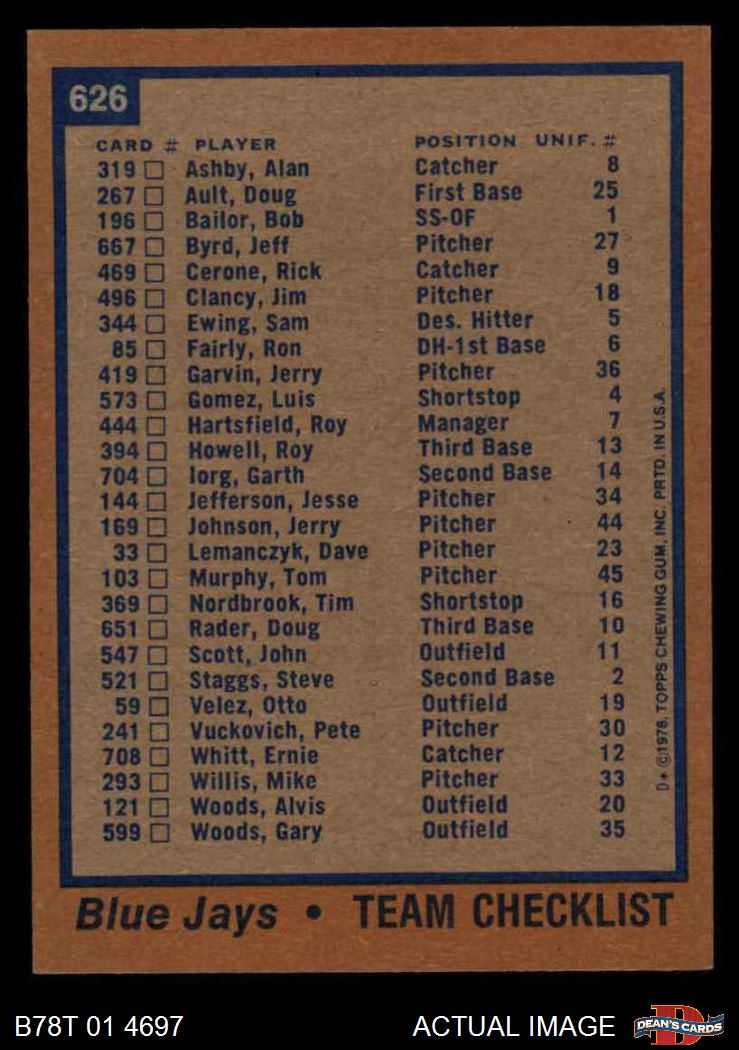 626
CARD # PLAYER POSITION UNIF. #
319 Ashby, Alan Catcher 8
267 Ault, Doug First Base 25
196 Bailor, Bob SS-OF 1
667 Byrd, Jeff Pitcher 27
469 Cerone, Rick Catcher 9
496 Clancy, Jim Pitcher 18
344 Ewing, Sam Des. Hitter 5
85 Fairly, Ron DH-1st Base 6
419 Garvin, Jerry Pitcher 36
573 Gomez, Luis Shortstop 4
444 Hartsfield, Roy Manager 7
394 Howell, Roy Third Base 13
704 Iorg, Garth Second Base 14
144 Jefferson, Jesse Pitcher 34
169 Johnson, Jerry Pitcher 44
33 Lemanczyk, Dave Pitcher 23
103 Murphy, Tom Pitcher 45
369 Nordbrook, Tim Shortstop 16
651 Rader, Doug Third Base 10
547 Scott, John Outfield 11
521 Staggs, Steve Second Base 2
59 Velez, Otto Outfield 19
241 Vuckovich, Pete Pitcher 30
708 Whitt, Ernie Catcher 12
293 Willis, Mike Pitcher 33
121 Woods, Alvis Outfield 20
599 Woods, Gary Outfield 35
D* ©1978, TOPPS CHEWING GUM, INC. PRTD. IN U.S.A.
Blue Jays • TEAM CHECKLIST
B78T 01 4697 ACTUAL IMAGE D DEAN'S CARDS